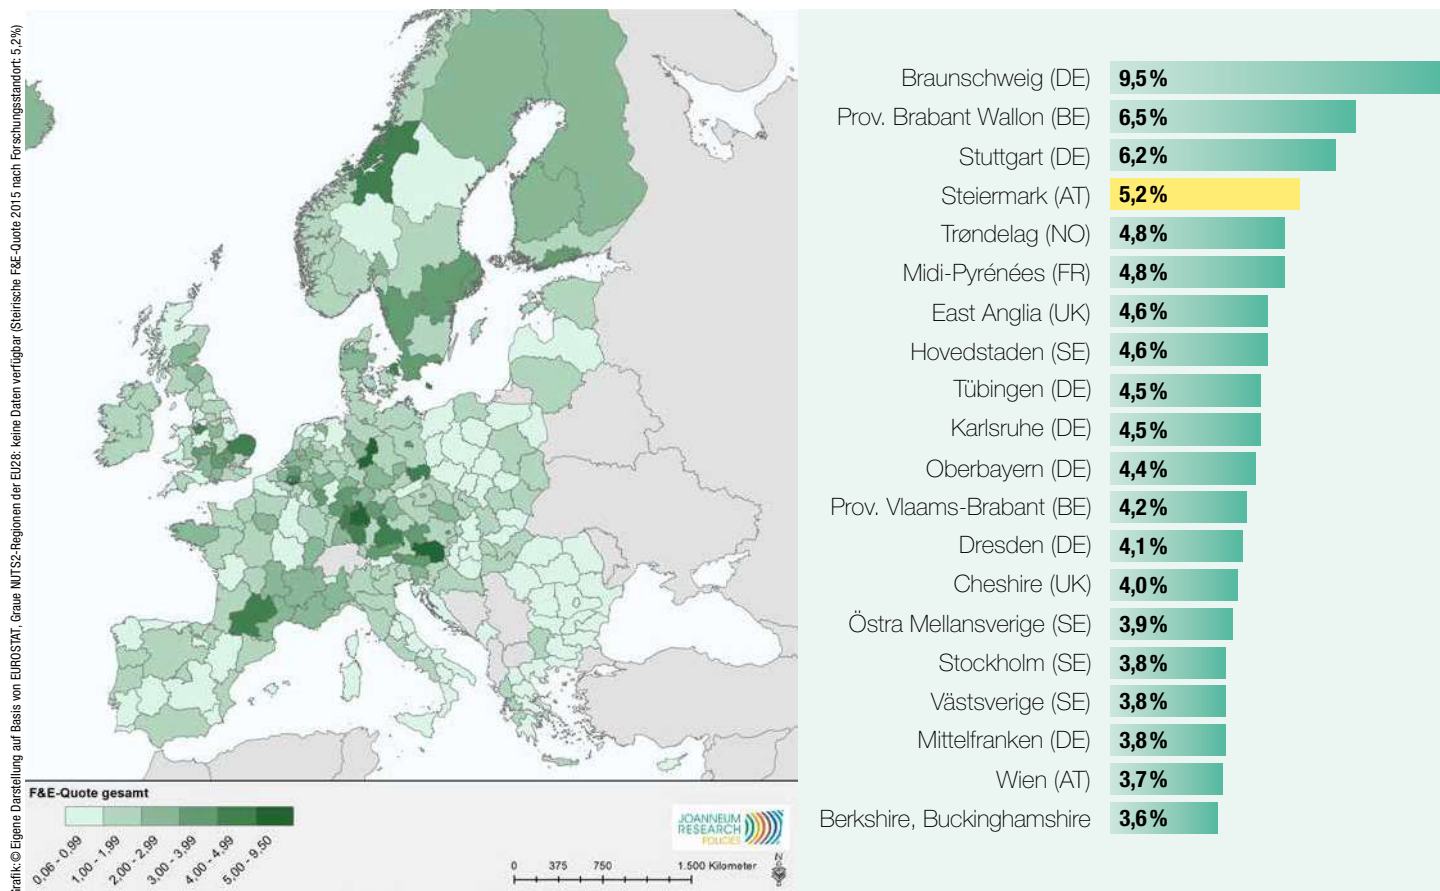 Grafik: © Eigene Darstellung auf Basis von EUROSTAT, Graue NUTS2-Regionen der EU28: keine Daten verfügbar (Steirische F&E-Quote 2015 nach Forschungsstandort: 5,2%)
Braunschweig (DE) 9,5%
Prov. Brabant Wallon (BE) 6,5%
Stuttgart (DE) 6,2%
Steiermark (AT) 5,2%
Trøndelag (NO) 4,8%
Midi-Pyrénées (FR) 4,8%
East Anglia (UK) 4,6%
Hovedstaden (SE) 4,6%
Tübingen (DE) 4,5%
Karlsruhe (DE) 4,5%
Oberbayern (DE) 4,4%
Prov. Vlaams-Brabant (BE) 4,2%
Dresden (DE) 4,1%
Cheshire (UK) 4,0%
Östra Mellansverige (SE) 3,9%
Stockholm (SE) 3,8%
Västsverige (SE) 3,8%
Mittelfranken (DE) 3,8%
Wien (AT) 3,7%
Berkshire, Buckinghamshire 3,6%
F&E-Quote gesamt
0,06 - 0,99
1,00 - 1,99
2,00 - 2,99
3,00 - 3,99
4,00 - 4,99
5,00 - 9,50
JOANNEUM
RESEARCH
POLICIES
0 375 750 1.500 Kilometer
N